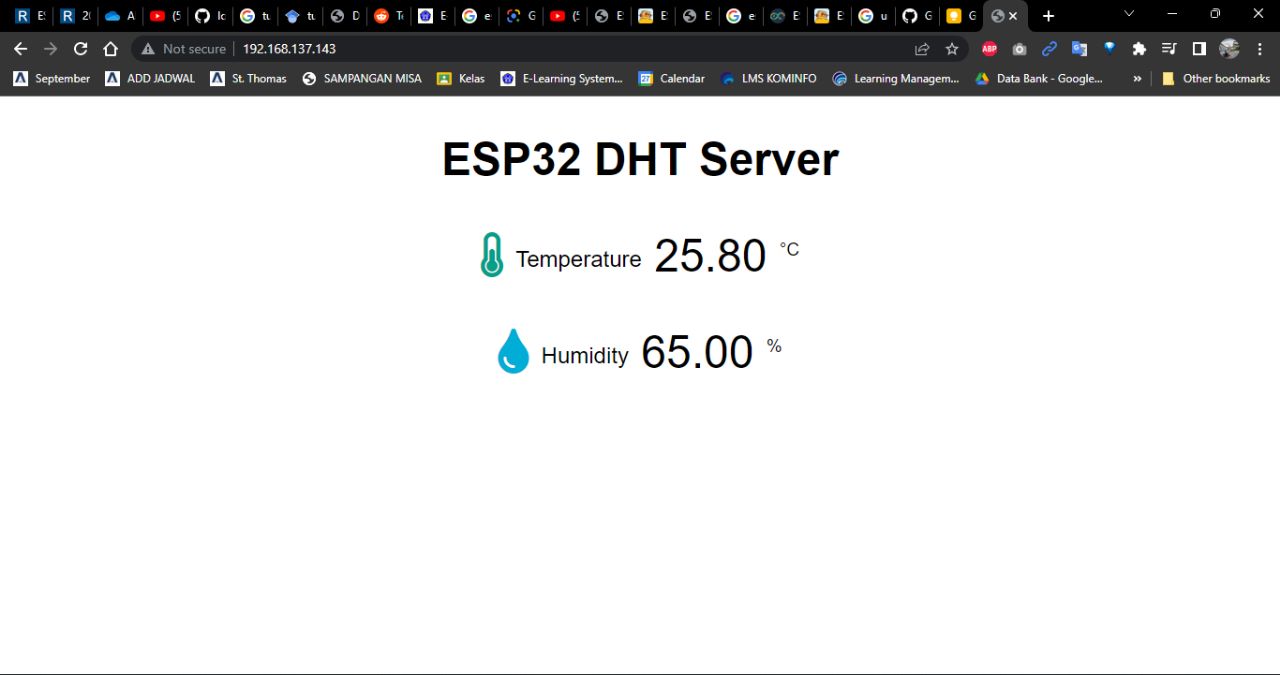 Not secure 192.168.137.143
September ADD JADWAL St. Thomas SAMPANGAN MISA Kelas E-Learning System... Calendar LMS KOMINFO Learning Managem... Data Bank - Google... » Other bookmarks
ESP32 DHT Server
Temperature 25.80 °C
Humidity 65.00 %